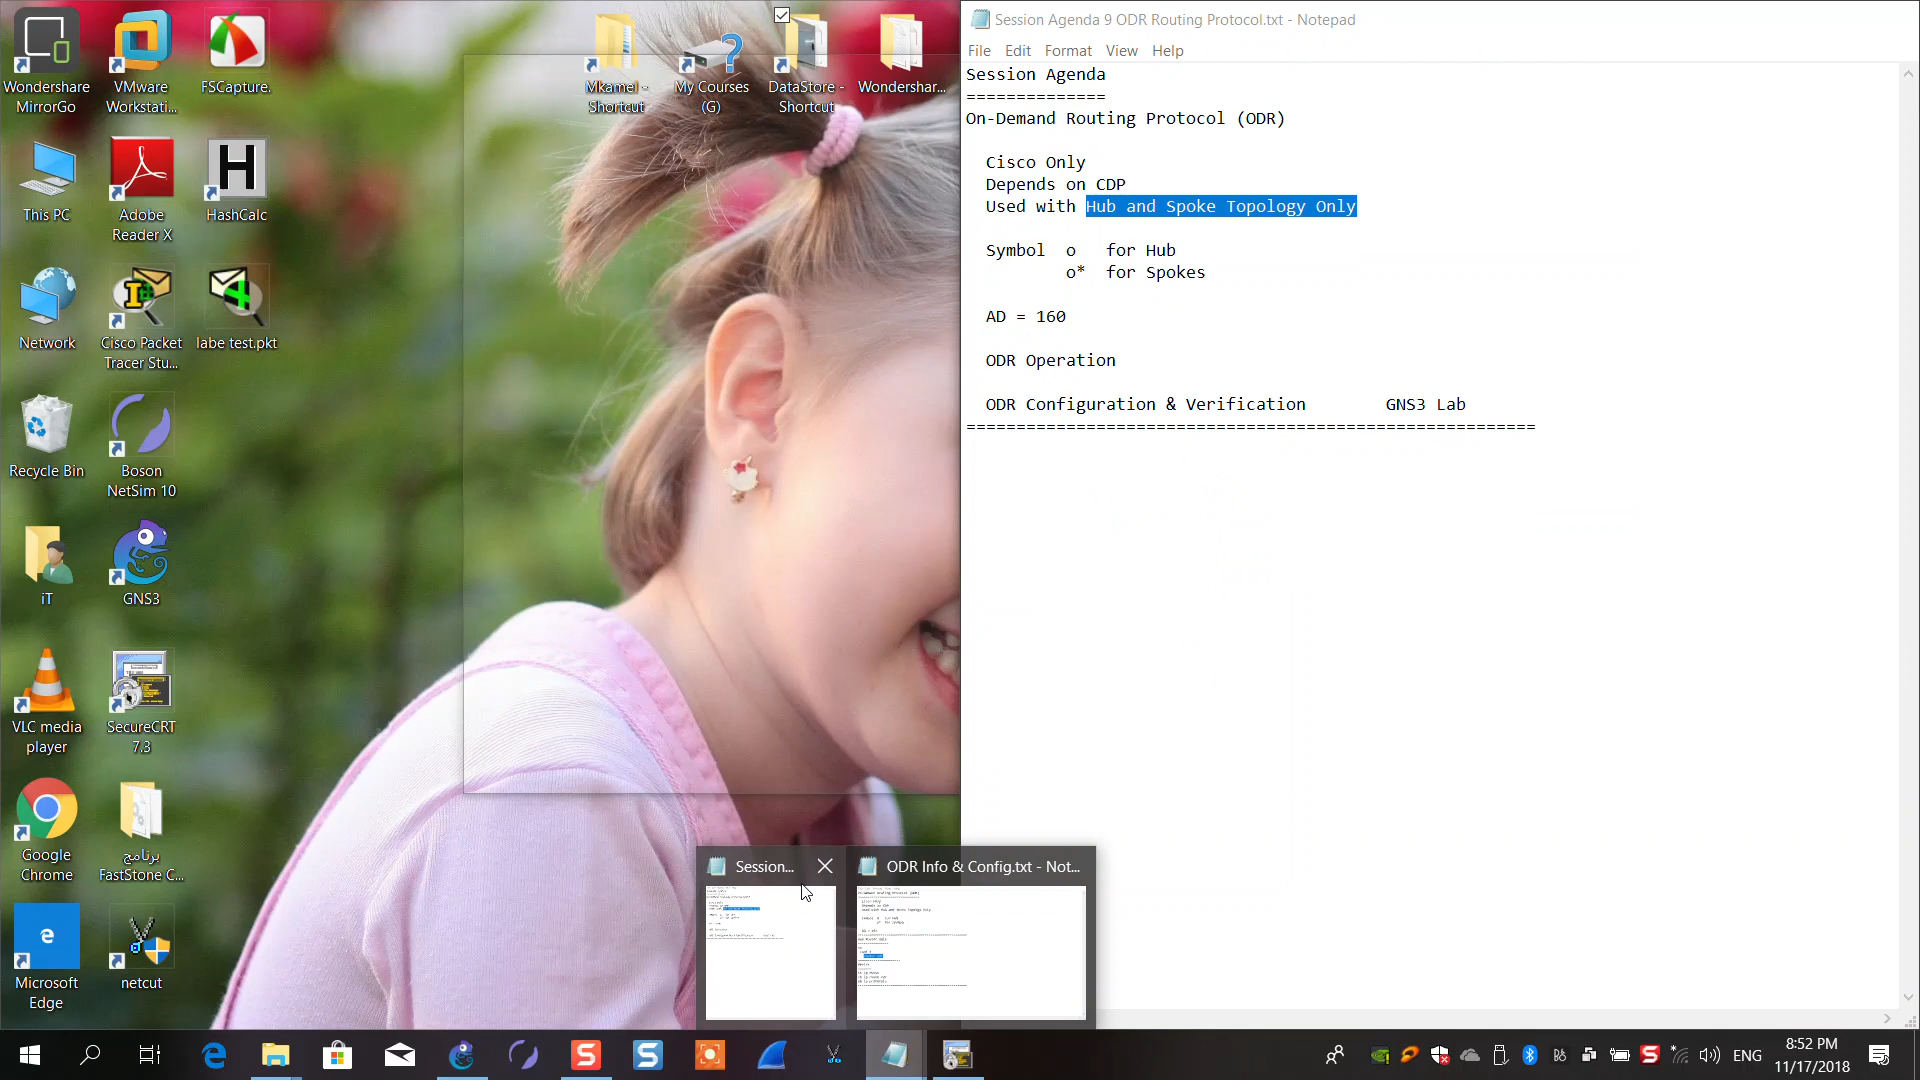 Wondershare
MirrorGo
VMware
Workstati...
FSCapture.
Mkamel -
Shortcut
My Courses
(G)
DataStore -
Shortcut
Wondershar...
This PC
Adobe
Reader X
HashCalc
Network
Cisco Packet
Tracer Stu...
labe test.pkt
Recycle Bin
Boson
NetSim 10
iT
GNS3
VLC media
player
SecureCRT
7.3
Google
Chrome
برنامج
FastStone C...
Microsoft
Edge
netcut
Session Agenda 9 ODR Routing Protocol.txt - Notepad
File Edit Format View Help
Session Agenda
==============
On-Demand Routing Protocol (ODR)
Cisco Only
Depends on CDP
Used with Hub and Spoke Topology Only
Symbol o for Hub
o* for Spokes
AD = 160
ODR Operation
ODR Configuration & Verification GNS3 Lab
=========================================================
Session...
ODR Info & Config.txt - Not...
ENG
8:52 PM
11/17/2018